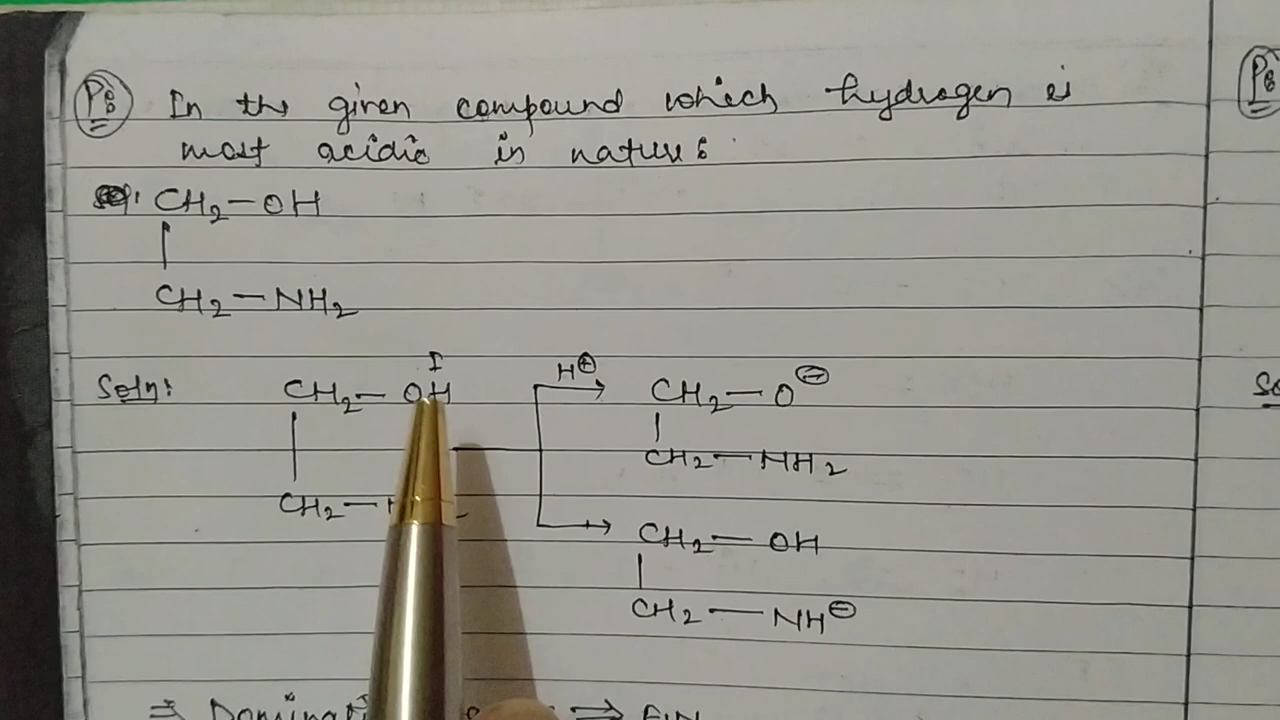 P8 In the given compound which hydrogen is
most acidic in nature:
CH2-OH
|
CH2-NH2
I
Soln: CH2-OH H⊕ → CH2-O⊖
|
CH2-NH2
CH2-
→ CH2-OH
|
CH2-NH⊖
⇒ ⇒